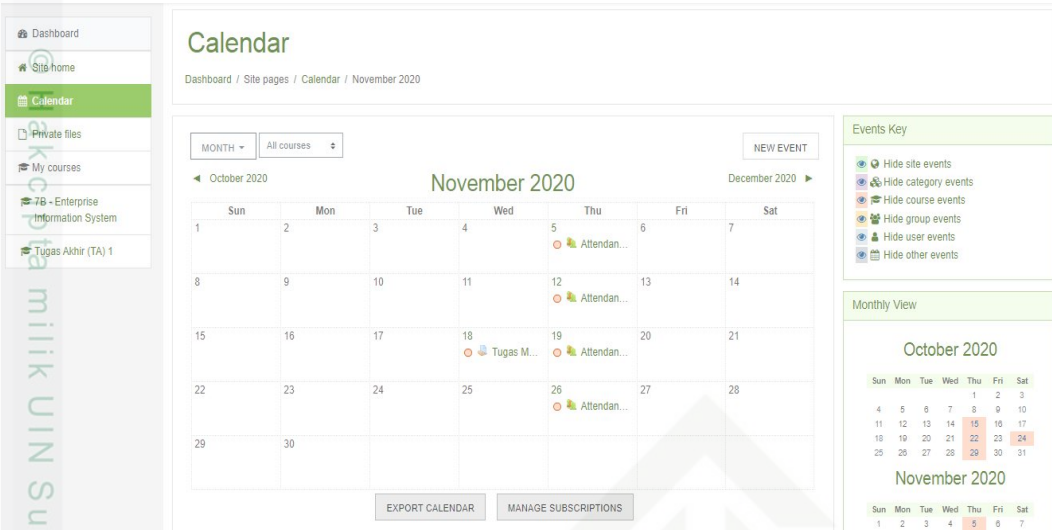 Dashboard
Site home
Calendar
Private files
My courses
7B - Enterprise
Information System
Tugas Akhir (TA) 1
© Hak cipta milik UIN Su
Calendar
Dashboard / Site pages / Calendar / November 2020
MONTH
All courses
NEW EVENT
October 2020
November 2020
December 2020
Sun Mon Tue Wed Thu Fri Sat
1 2 3 4 5 6 7
Attendan...
8 9 10 11 12 13 14
Attendan...
15 16 17 18 19 20 21
Tugas M... Attendan...
22 23 24 25 26 27 28
Attendan...
29 30
EXPORT CALENDAR MANAGE SUBSCRIPTIONS
Events Key
Hide site events
Hide category events
Hide course events
Hide group events
Hide user events
Hide other events
Monthly View
October 2020
Sun Mon Tue Wed Thu Fri Sat
1 2 3
4 5 6 7 8 9 10
11 12 13 14 15 16 17
18 19 20 21 22 23 24
25 26 27 28 29 30 31
November 2020
Sun Mon Tue Wed Thu Fri Sat
1 2 3 4 5 6 7